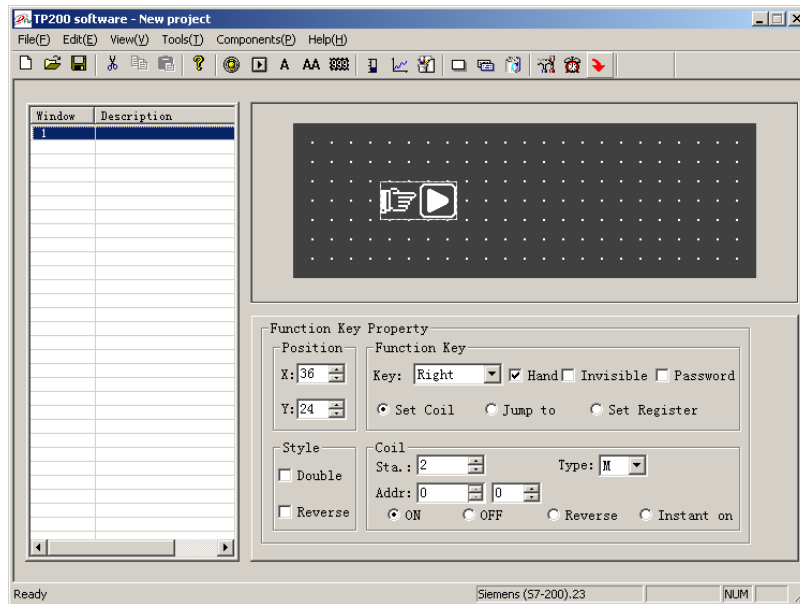 TP200 software - New project
File(F) Edit(E) View(V) Tools(T) Components(P) Help(H)
A AA
Window Description
1
Function Key Property
Position Function Key
X: 36 Key: Right Hand Invisible Password
Y: 24 Set Coil Jump to Set Register
Style Coil
Sta.: 2 Type: M
Double
Addr: 0 0
Reverse ON OFF Reverse Instant on
Ready Siemens (S7-200).23 NUM